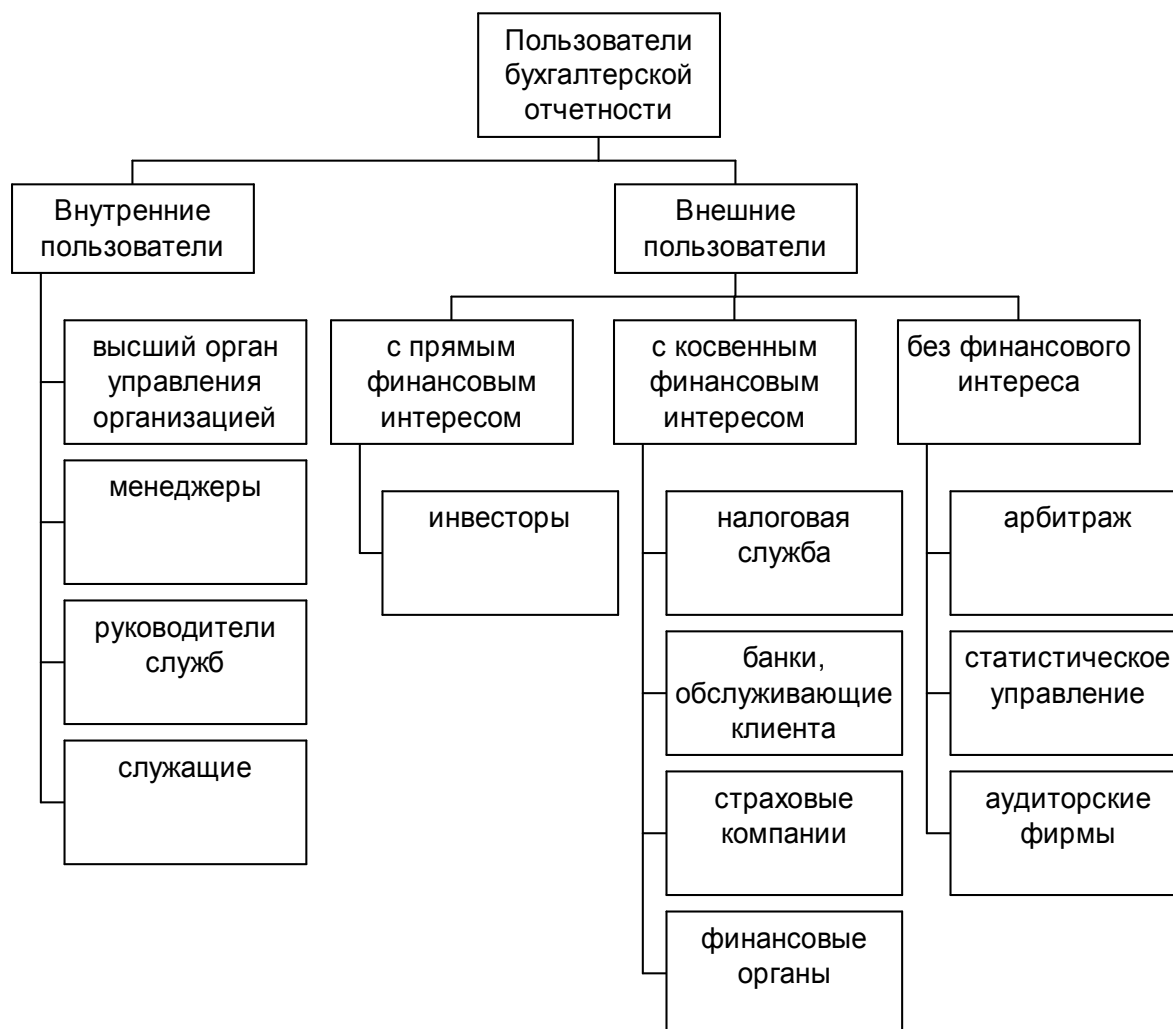 Пользователи
бухгалтерской
отчетности
Внутренние
пользователи
Внешние
пользователи
высший орган
управления
организацией
менеджеры
руководители
служб
служащие
с прямым
финансовым
интересом
инвесторы
с косвенным
финансовым
интересом
налоговая
служба
банки,
обслуживающие
клиента
страховые
компании
финансовые
органы
без финансового
интереса
арбитраж
статистическое
управление
аудиторские
фирмы